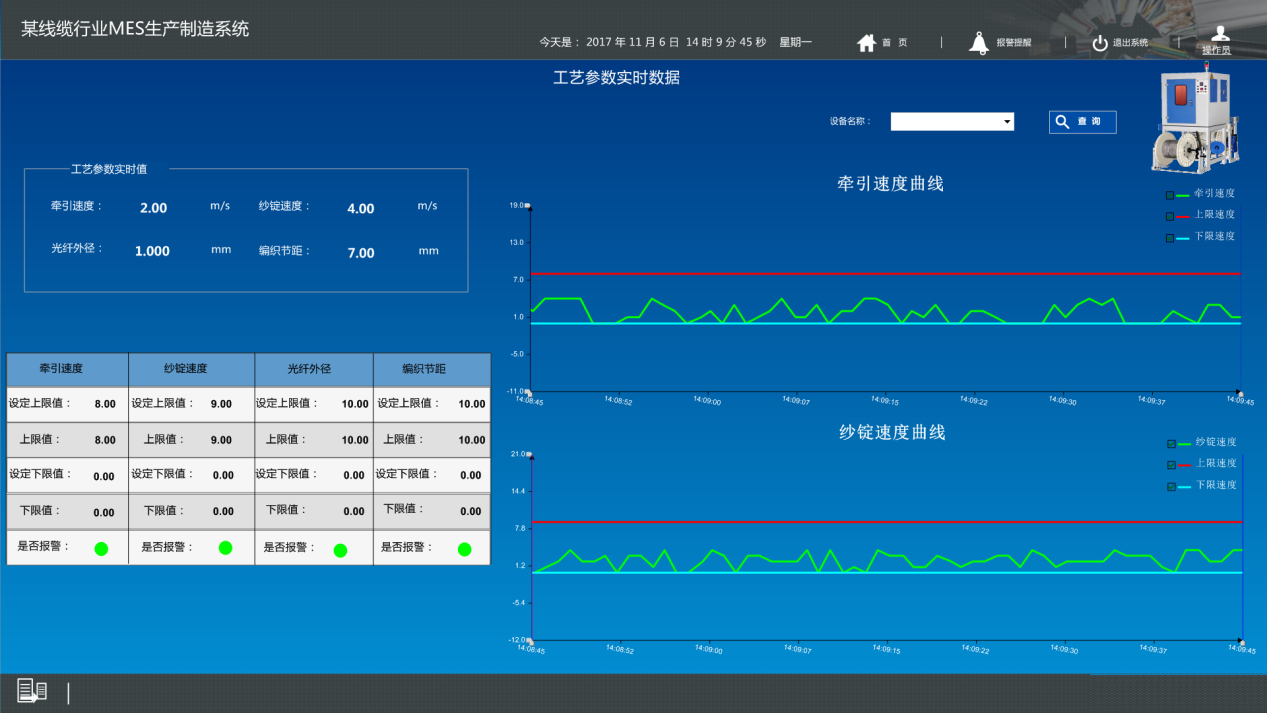 某线缆行业MES生产制造系统
今天是： 2017 年 11 月 6 日 14 时 9 分 45 秒 星期一
首 页
报警提醒
退出系统
操作员
工艺参数实时数据
设备名称：
查 询
工艺参数实时值
牵引速度： 2.00 m/s 纱锭速度： 4.00 m/s
光纤外径： 1.000 mm 编织节距： 7.00 mm
牵引速度 纱锭速度 光纤外径 编织节距
设定上限值： 8.00 设定上限值： 9.00 设定上限值： 10.00 设定上限值： 10.00
上限值： 8.00 上限值： 9.00 上限值： 10.00 上限值： 10.00
设定下限值： 0.00 设定下限值： 0.00 设定下限值： 0.00 设定下限值： 0.00
下限值： 0.00 下限值： 0.00 下限值： 0.00 下限值： 0.00
是否报警： 是否报警： 是否报警： 是否报警：
牵引速度曲线
牵引速度
上限速度
下限速度
19.0
13.0
7.0
1.0
-5.0
-11.0
14:08:45 14:08:52 14:09:00 14:09:07 14:09:15 14:09:22 14:09:30 14:09:37 14:09:45
纱锭速度曲线
纱锭速度
上限速度
下限速度
21.0
14.4
7.8
1.2
-5.4
-12.0
14:08:45 14:08:52 14:09:00 14:09:07 14:09:15 14:09:22 14:09:30 14:09:37 14:09:45